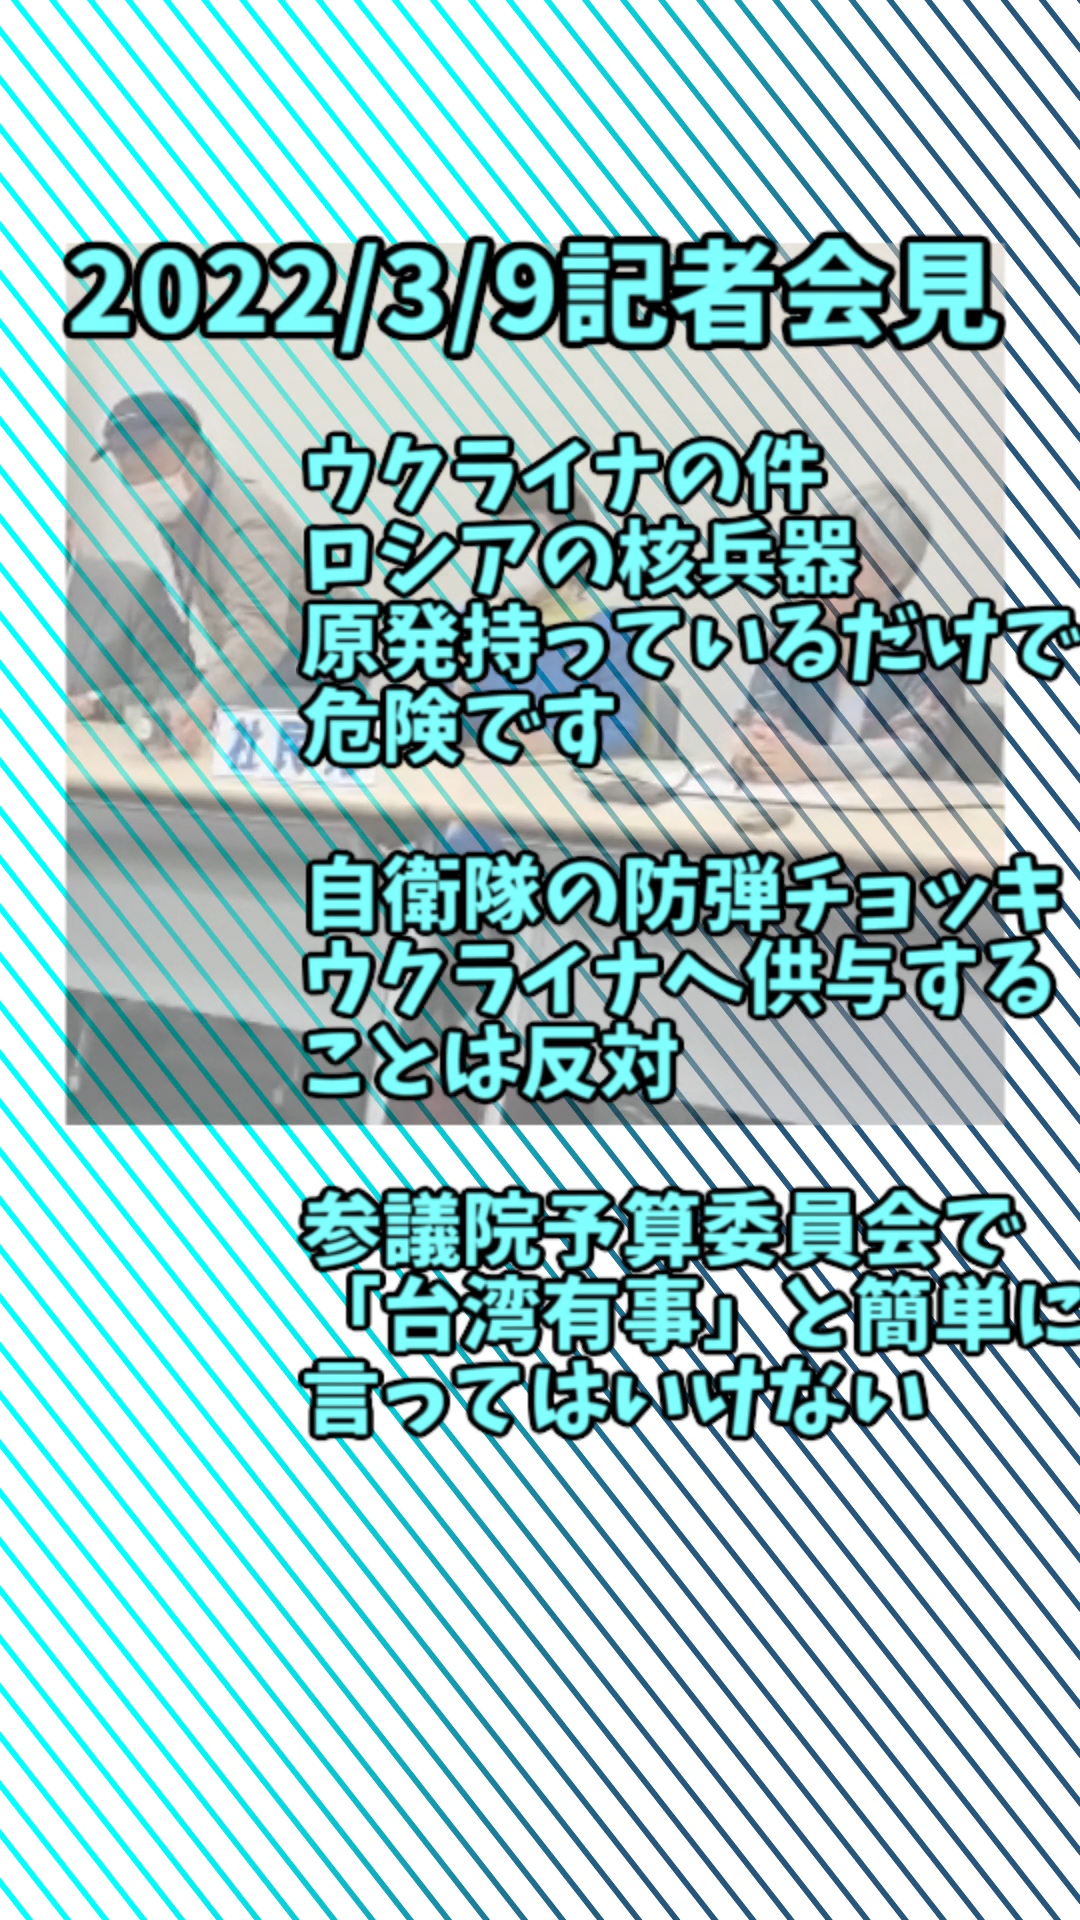 2022/3/9記者会見
ウクライナの件
ロシアの核兵器
原発持っているだけで
危険です
社民
自衛隊の防弾チョッキ
ウクライナへ供与する
ことは反対
参議院予算委員会で
「台湾有事」と簡単に
言ってはいけない